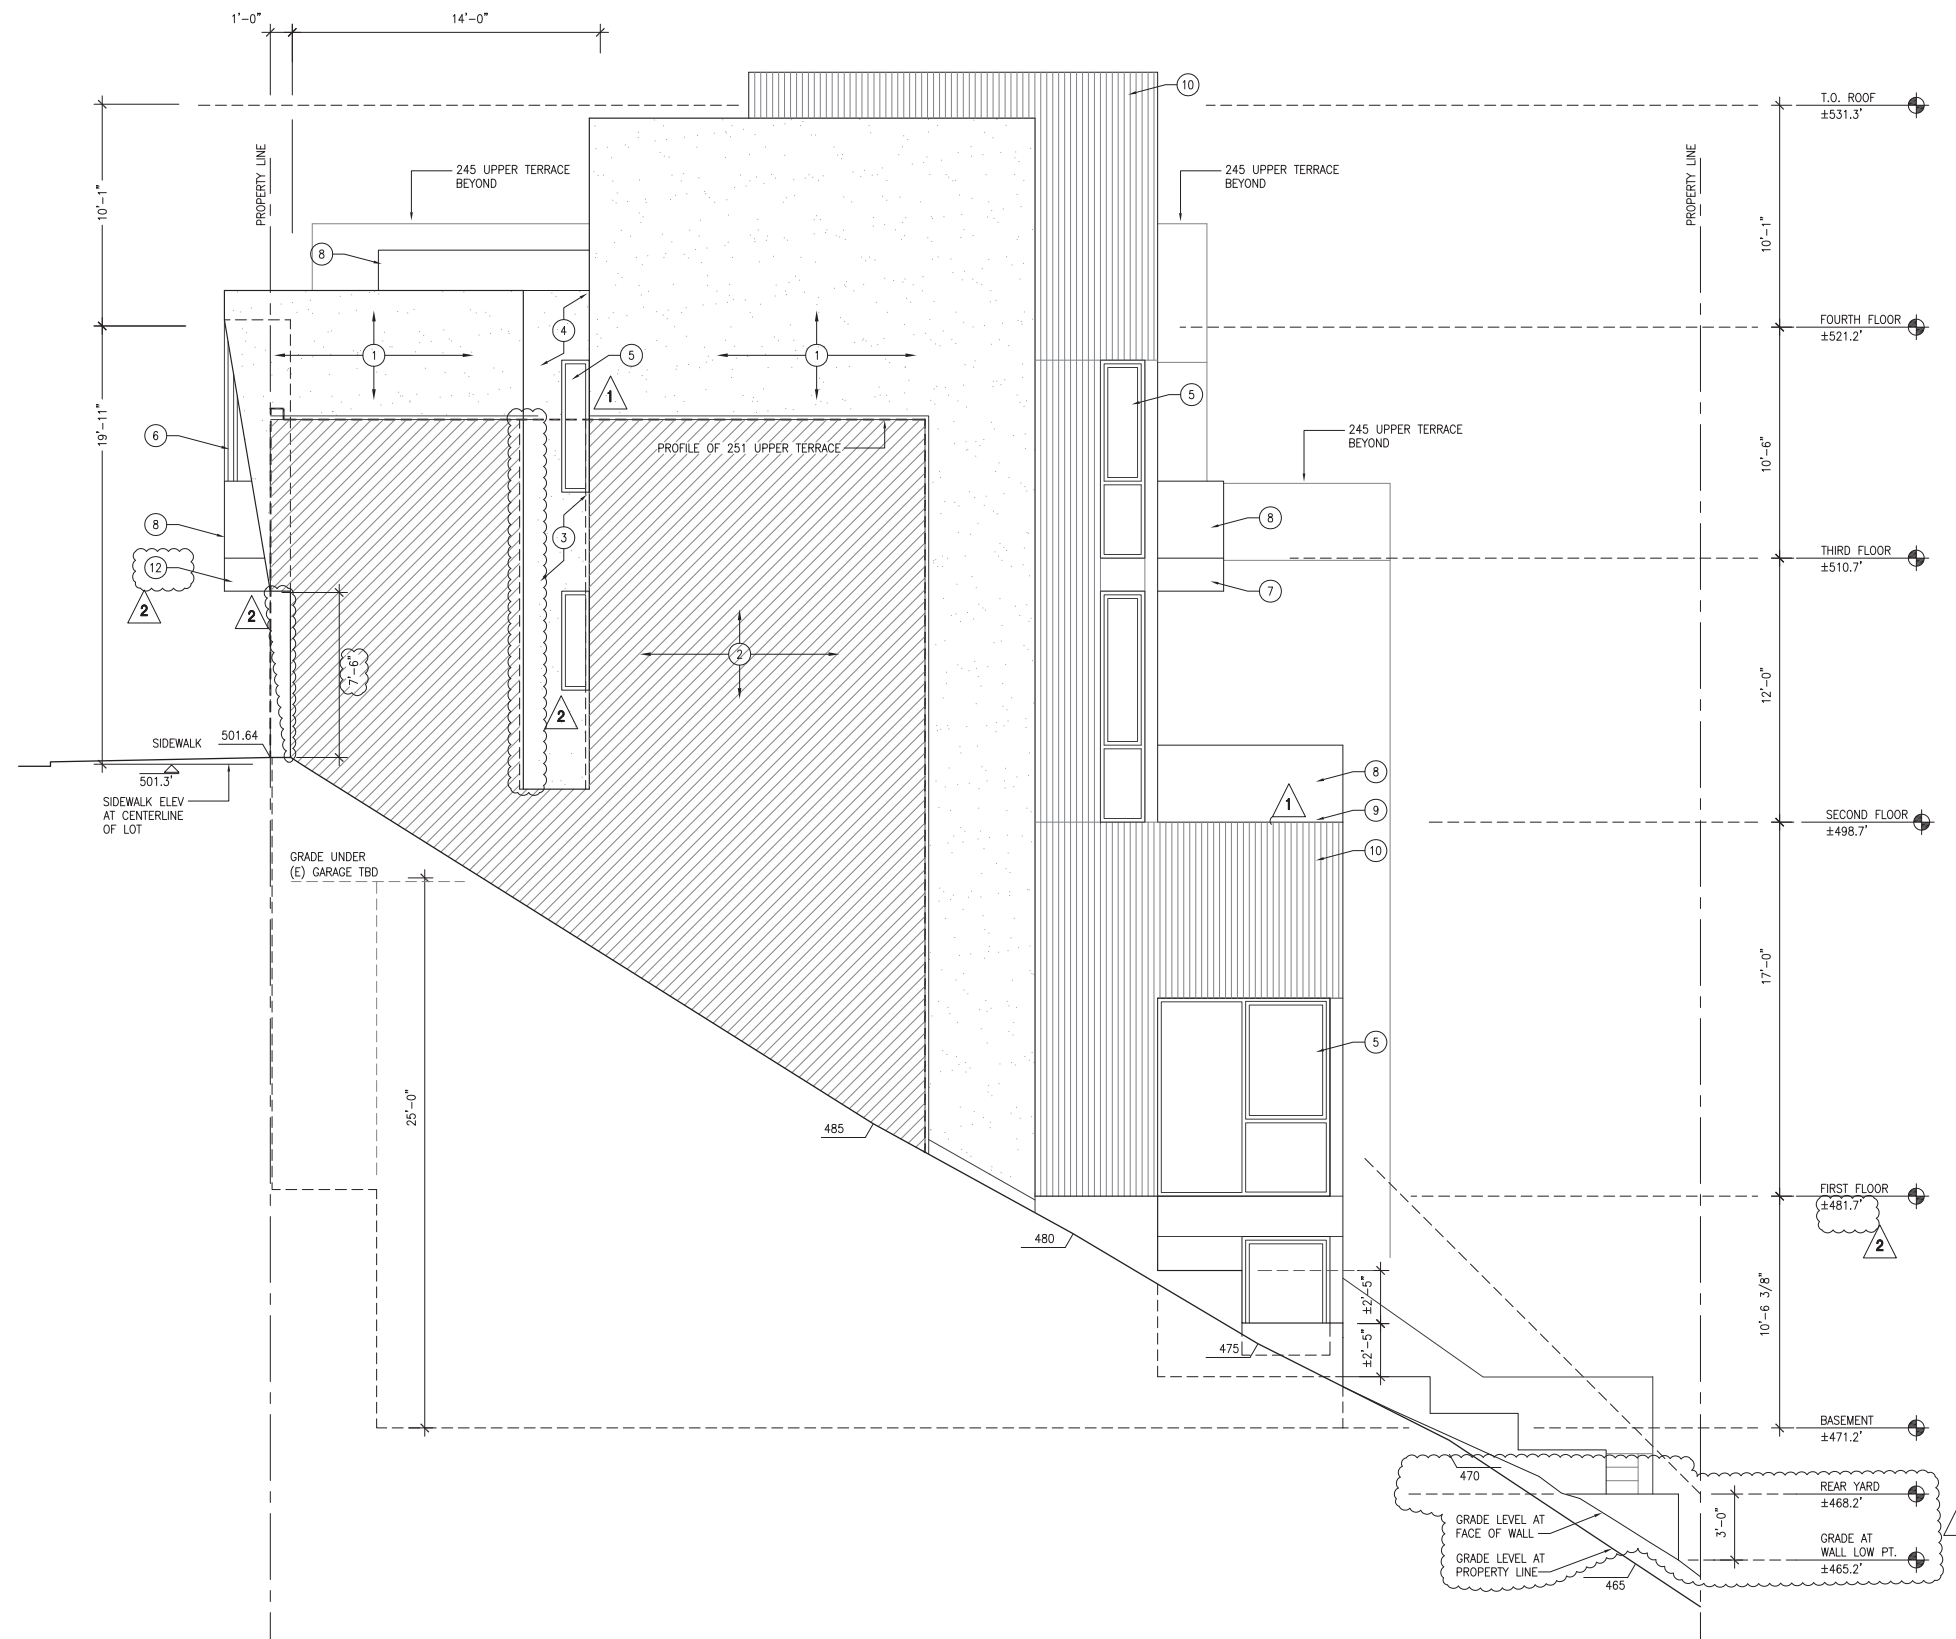 1'-0"
14'-0"
10
T.O. ROOF
±531.3'
PROPERTY LINE
PROPERTY LINE
245 UPPER TERRACE
BEYOND
245 UPPER TERRACE
BEYOND
10'-1"
10'-1"
8
FOURTH FLOOR
±521.2'
4
1
5
1
1
5
19'-11"
6
PROFILE OF 251 UPPER TERRACE
245 UPPER TERRACE
BEYOND
10'-6"
8
3
8
12
THIRD FLOOR
±510.7'
2
2
7
7'-6"
2
12'-0"
2
SIDEWALK
501.64
501.3'
SIDEWALK ELEV
AT CENTERLINE
OF LOT
8
1
9
SECOND FLOOR
±498.7'
10
GRADE UNDER
(E) GARAGE TBD
17'-0"
5
25'-0"
485
FIRST FLOOR
±481.7'
2
480
±2'-5"
10'-6 3/8"
475
±2'-5"
BASEMENT
±471.2'
470
REAR YARD
±468.2'
GRADE LEVEL AT
FACE OF WALL
3'-0"
GRADE AT
WALL LOW PT.
±465.2'
GRADE LEVEL AT
PROPERTY LINE
465